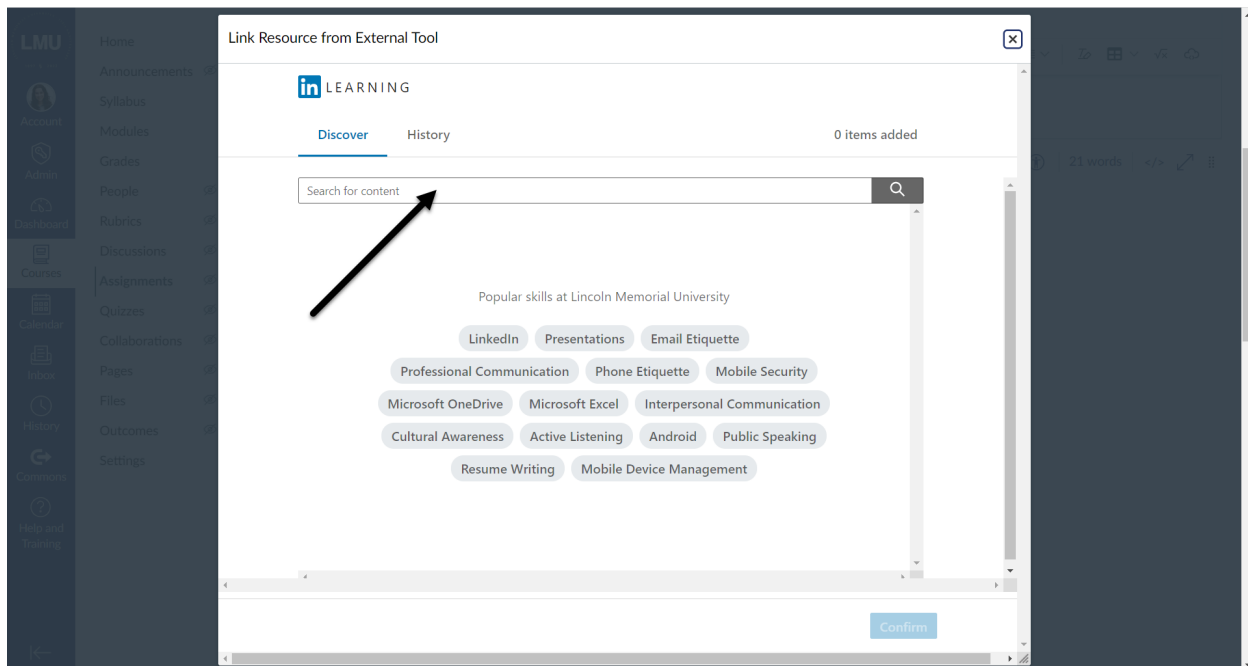 Link Resource from External Tool
in LEARNING
Discover History 0 items added
Search for content
Popular skills at Lincoln Memorial University
LinkedIn Presentations Email Etiquette
Professional Communication Phone Etiquette Mobile Security
Microsoft OneDrive Microsoft Excel Interpersonal Communication
Cultural Awareness Active Listening Android Public Speaking
Resume Writing Mobile Device Management
Confirm
LMU
Account
Admin
Dashboard
Courses
Calendar
Inbox
History
Commons
Help and
Training
Home
Announcements
Syllabus
Modules
Grades
People
Rubrics
Discussions
Assignments
Quizzes
Collaborations
Pages
Files
Outcomes
Settings
21 words </>